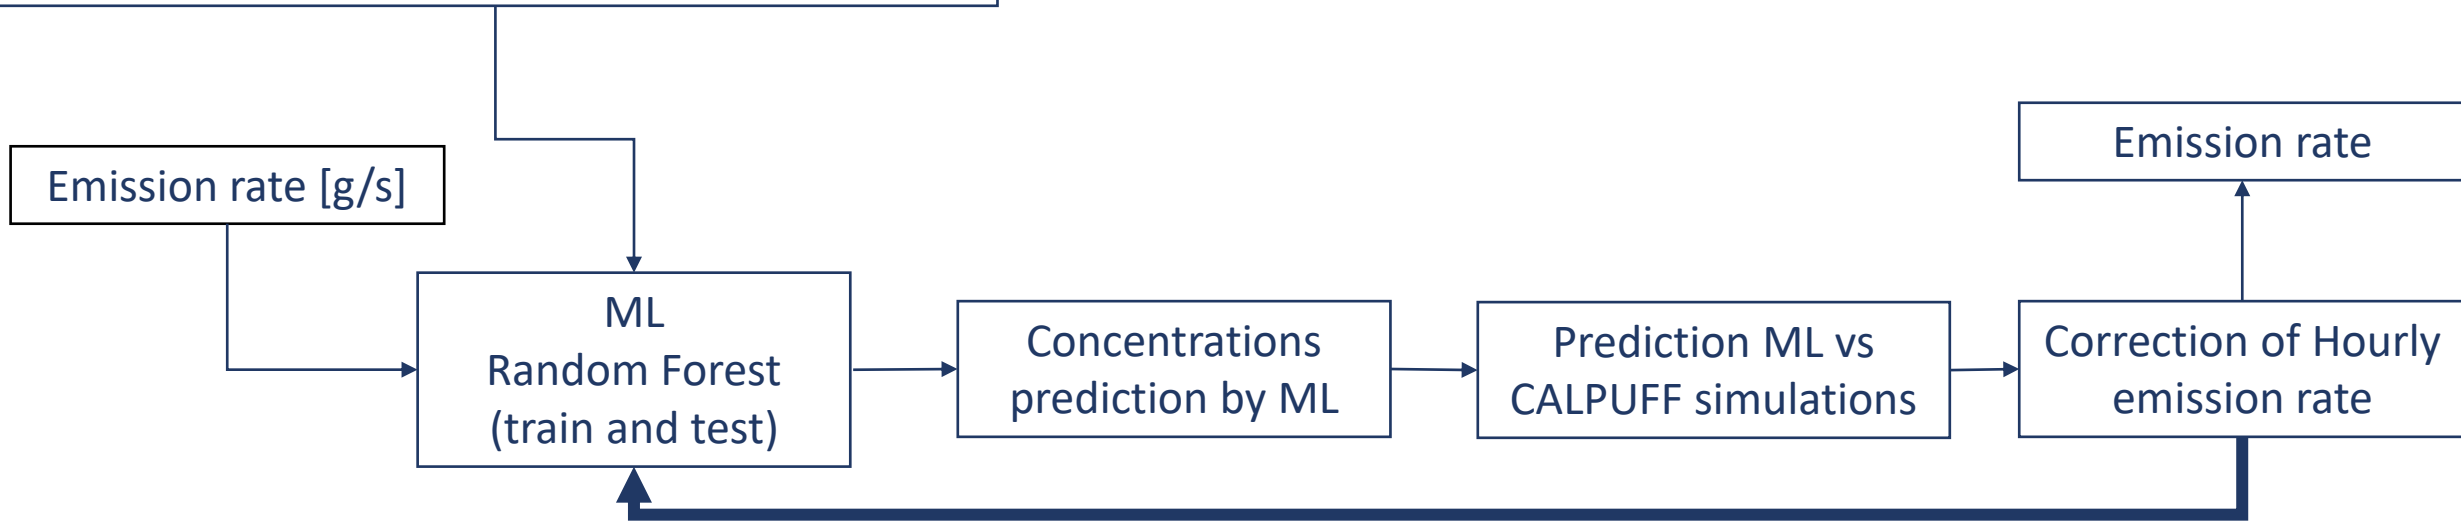 Emission rate [g/s]
ML
Random Forest
(train and test)
Concentrations
prediction by ML
Prediction ML vs
CALPUFF simulations
Emission rate
Correction of Hourly
emission rate